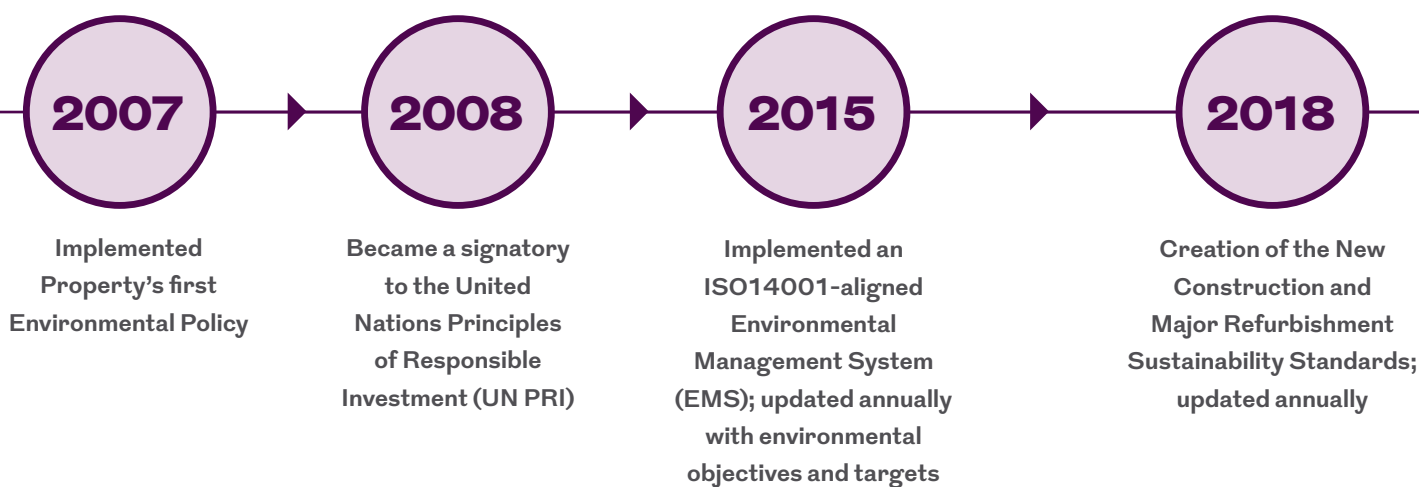 2007
Implemented
Property's first
Environmental Policy
2008
Became a signatory
to the United
Nations Principles
of Responsible
Investment (UN PRI)
2015
Implemented an
ISO14001-aligned
Environmental
Management System
(EMS); updated annually
with environmental
objectives and targets
2018
Creation of the New
Construction and
Major Refurbishment
Sustainability Standards;
updated annually